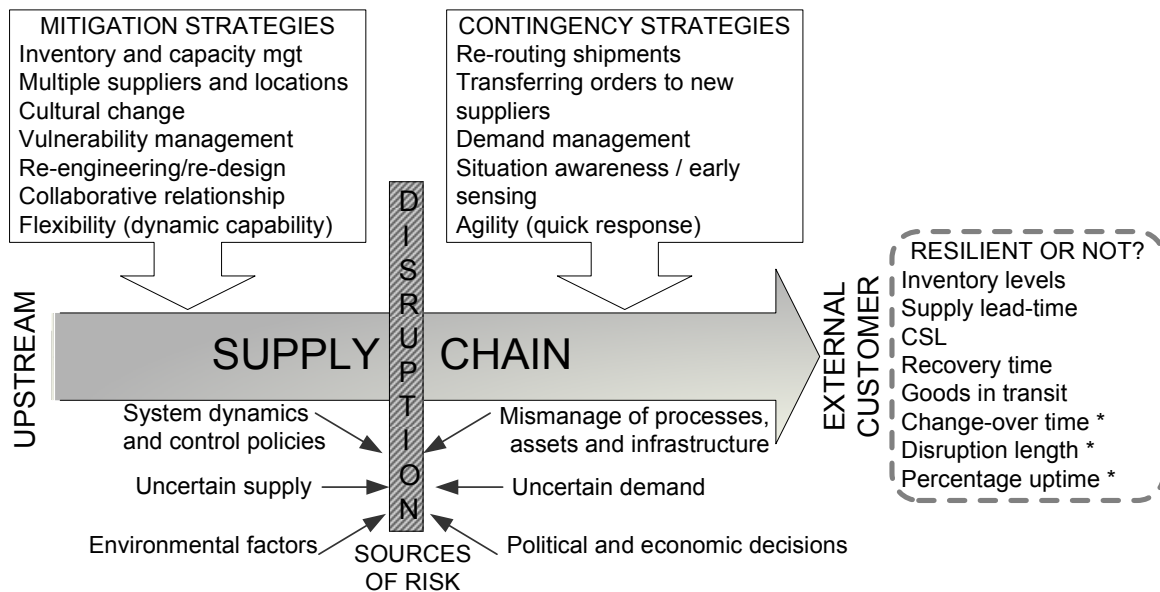 MITIGATION STRATEGIES
Inventory and capacity mgt
Multiple suppliers and locations
Cultural change
Vulnerability management
Re-engineering/re-design
Collaborative relationship
Flexibility (dynamic capability)
CONTINGENCY STRATEGIES
Re-routing shipments
Transferring orders to new
suppliers
Demand management
Situation awareness / early
sensing
Agility (quick response)
RESILIENT OR NOT?
Inventory levels
Supply lead-time
CSL
Recovery time
Goods in transit
Change-over time *
Disruption length *
Percentage uptime *
UPSTREAM
SUPPLY CHAIN
DISRUPTION
EXTERNAL
CUSTOMER
System dynamics
and control policies
Mismanage of processes,
assets and infrastructure
Uncertain supply
Uncertain demand
Environmental factors
Political and economic decisions
SOURCES
OF RISK